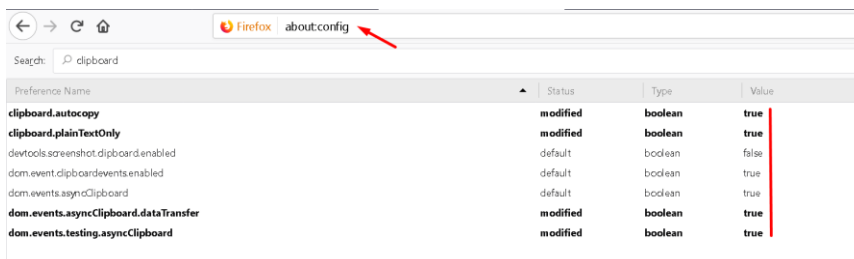 Firefox about:config
Search: clipboard
Preference Name Status Type Value
clipboard.autocopy modified boolean true
clipboard.plainTextOnly modified boolean true
devtools.screenshot.clipboard.enabled default boolean false
dom.event.clipboardevents.enabled default boolean true
dom.events.asyncClipboard default boolean true
dom.events.asyncClipboard.dataTransfer modified boolean true
dom.events.testing.asyncClipboard modified boolean true